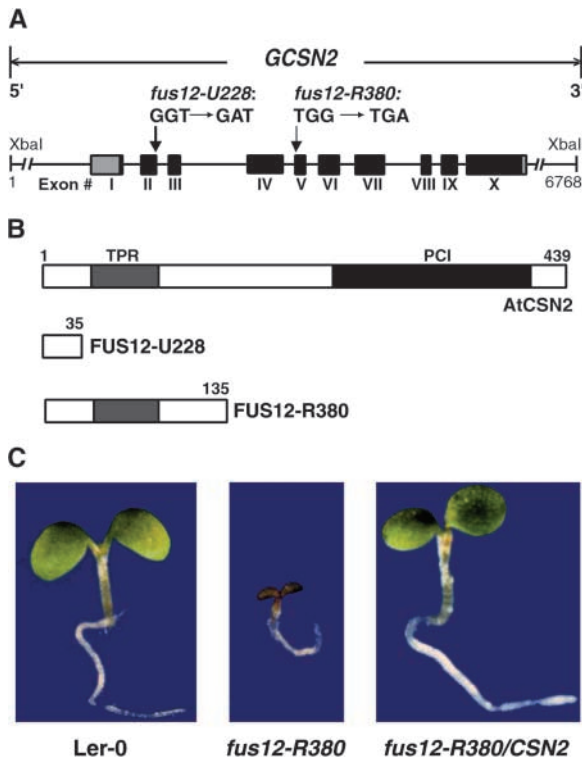 A
GCSN2
5' 3'
fus12-U228: fus12-R380:
GGT → GAT TGG → TGA
XbaI XbaI
1 Exon # I II III IV V VI VII VIII IX X 6768
B
1 TPR PCI 439
AtCSN2
35
FUS12-U228
135
FUS12-R380
C
Ler-0 fus12-R380 fus12-R380/CSN2